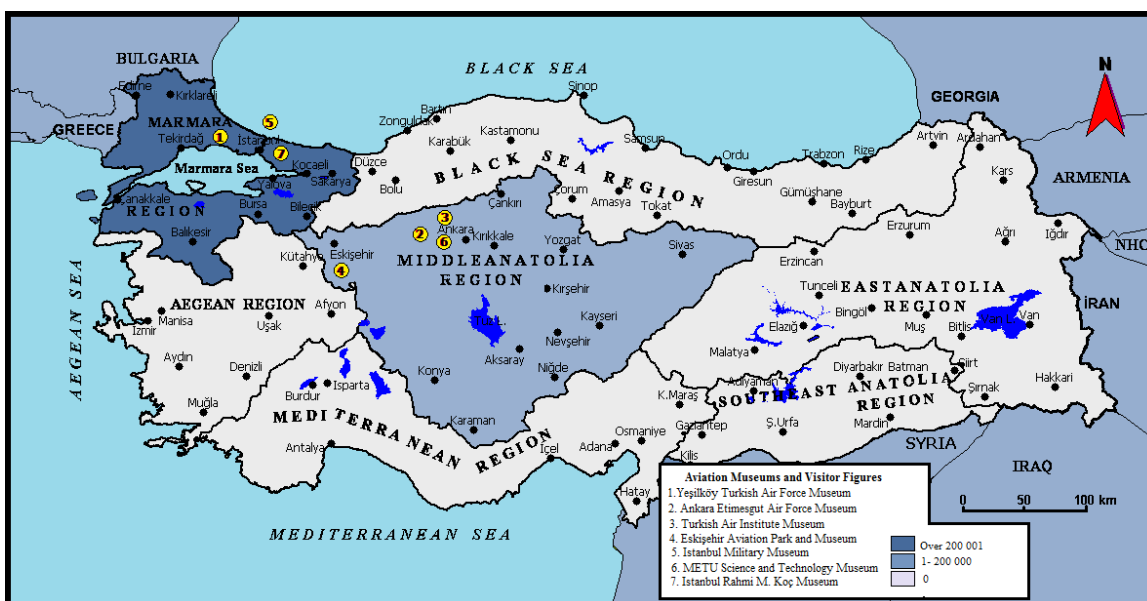 BLACK SEA
BULGARIA
GEORGIA
N
Edirne
Kırklareli
Sinop
Bartın
Zonguldak
5
GREECE
MARMARA
1
Tekirdağ
İstanbul
7
Karabük
Kastamonu
Samsun
Ordu
Giresun
Trabzon
Rize
Artvin
Ardahan
Kars
ARMENIA
Marmara Sea
Kocaeli
Yalova
Sakarya
Düzce
Bolu
BLACK SEA REGION
Çankırı
Çorum
Amasya
Tokat
Gümüşhane
Bayburt
Çanakkale
REGION
Bursa
Bilecik
Balıkesir
3
2
Ankara
6
Kırıkkale
Yozgat
Sivas
Erzurum
Ağrı
Iğdır
NHC
Erzincan
Kütahya
Eskişehir
4
MIDDLEANATOLIA
REGION
Kırşehir
Tunceli
EASTANATOLIA
REGION
Bingöl
Muş
Bitlis
Van
İRAN
AEGEAN SEA
AEGEAN REGION
Afyon
Manisa
İzmir
Uşak
Kayseri
Nevşehir
Elazığ
Malatya
Aksaray
Aydın
Denizli
Isparta
Burdur
Konya
Niğde
Muğla
Karaman
K.Maraş
Adıyaman
Diyarbakır
Batman
Siirt
Şırnak
Hakkari
SOUTHEAST ANATOLIA
REGION
Mardin
Ş.Urfa
Gaziantep
Kilis
MEDITERRANEAN REGION
Antalya
İçel
Adana
Osmaniye
Hatay
SYRIA
IRAQ
MEDITERRANEAN SEA
0 50 100 km
Aviation Museums and Visitor Figures
1.Yeşilköy Turkish Air Force Museum
2. Ankara Etimesgut Air Force Museum
3. Turkish Air Institute Museum
4. Eskişehir Aviation Park and Museum
5. Istanbul Military Museum
6. METU Science and Technology Museum
7. Istanbul Rahmi M. Koç Museum
Over 200 001
1- 200 000
0